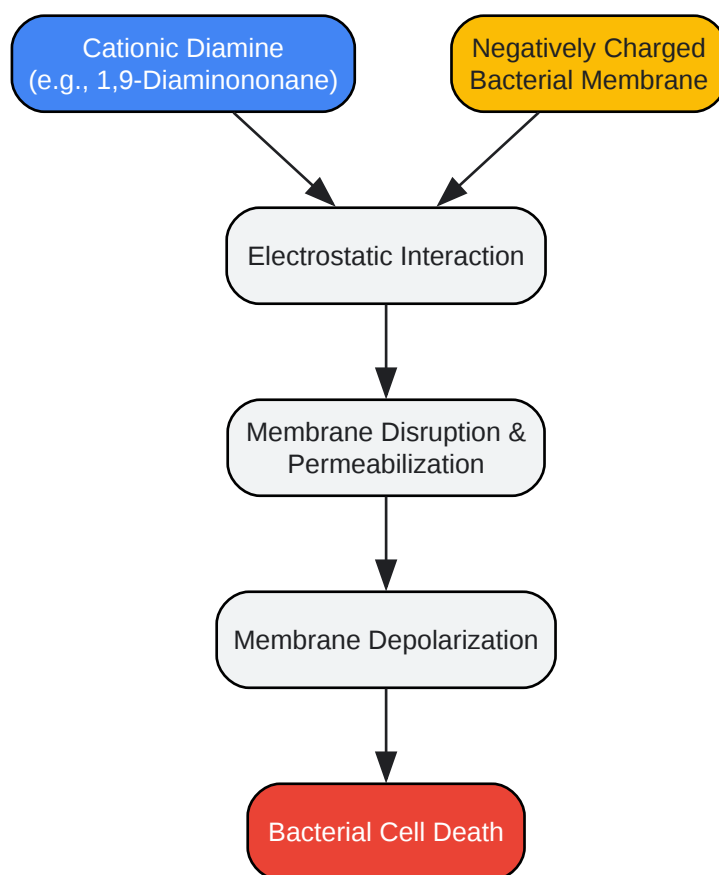 Cationic Diamine
(e.g., 1,9-Diaminononane)
Negatively Charged
Bacterial Membrane
Electrostatic Interaction
Membrane Disruption &
Permeabilization
Membrane Depolarization
Bacterial Cell Death